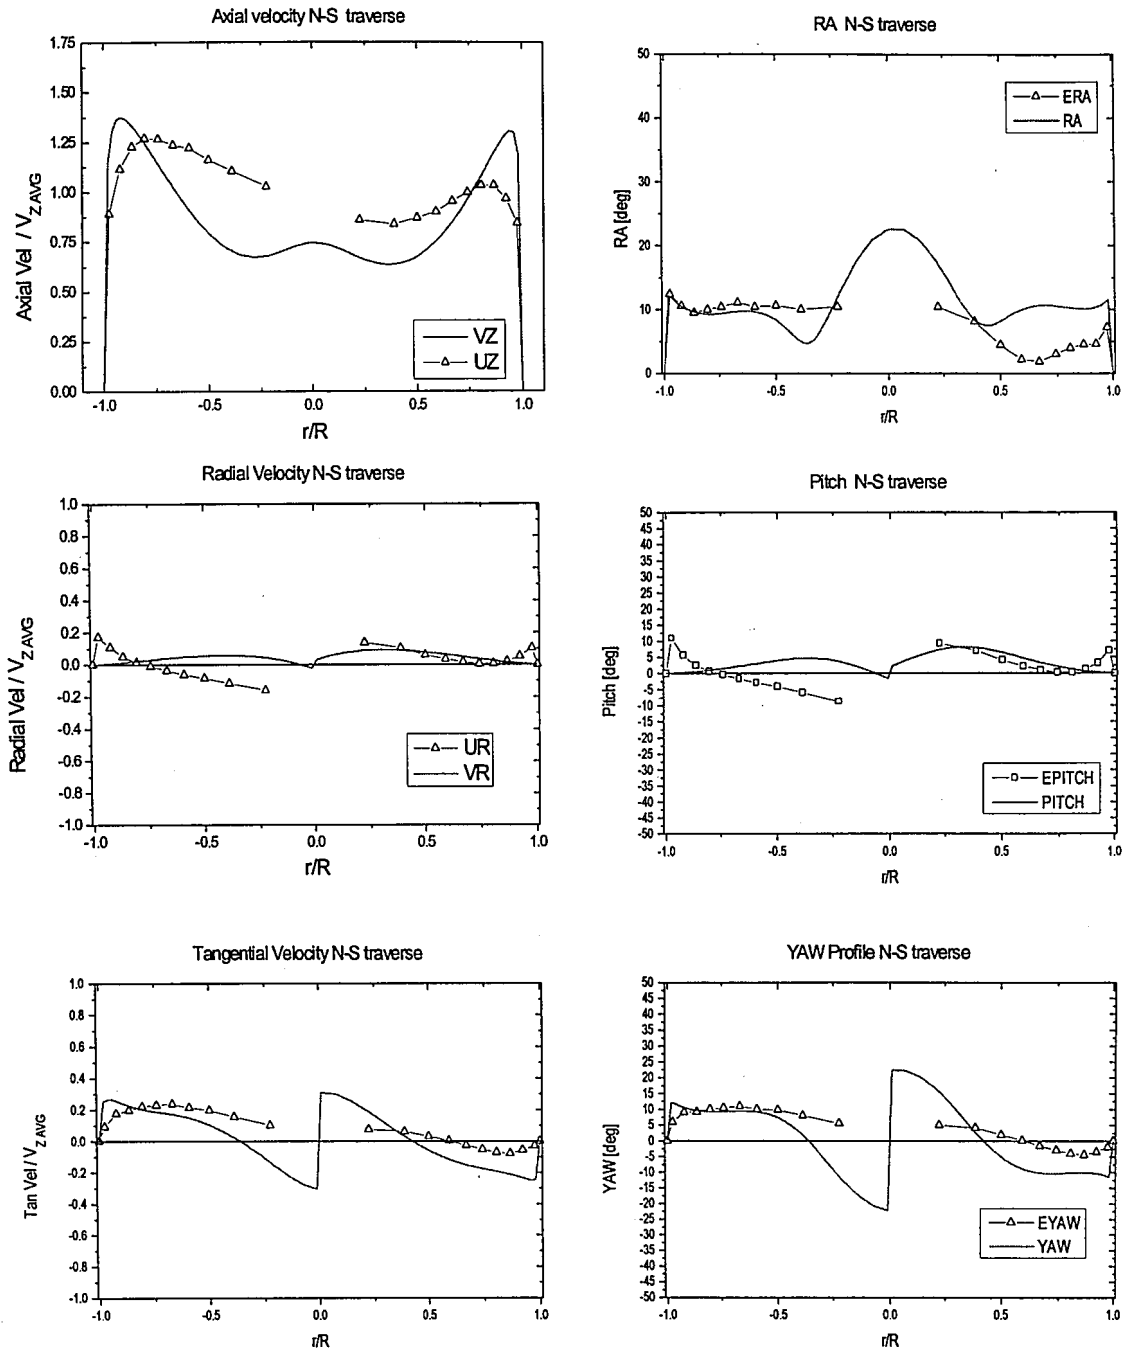 Axial velocity N-S traverse
1.75
1.50
1.25
1.00
0.75
0.50
0.25
0.00
Axial Vel / V Z AVG
VZ
UZ
-1.0 -0.5 0.0 0.5 1.0
r/R
RA N-S traverse
50
40
30
20
10
0
RA [deg]
ERA
RA
-1.0 -0.5 0.0 0.5 1.0
r/R
Radial Velocity N-S traverse
1.0
0.8
0.6
0.4
0.2
0.0
-0.2
-0.4
-0.6
-0.8
-1.0
Radial Vel / V Z AVG
UR
VR
-1.0 -0.5 0.0 0.5 1.0
r/R
Pitch N-S traverse
50
45
40
35
30
25
20
15
10
5
0
-5
-10
-15
-20
-25
-30
-35
-40
-45
-50
Pitch [deg]
EPITCH
PITCH
-1.0 -0.5 0.0 0.5 1.0
r/R
Tangential Velocity N-S traverse
1.0
0.8
0.6
0.4
0.2
0.0
-0.2
-0.4
-0.6
-0.8
-1.0
Tan Vel / V Z AVG
-1.0 -0.5 0.0 0.5 1.0
r/R
YAW Profile N-S traverse
50
45
40
35
30
25
20
15
10
5
0
-5
-10
-15
-20
-25
-30
-35
-40
-45
-50
YAW [deg]
EYAW
YAW
-1.0 -0.5 0.0 0.5 1.0
r/R